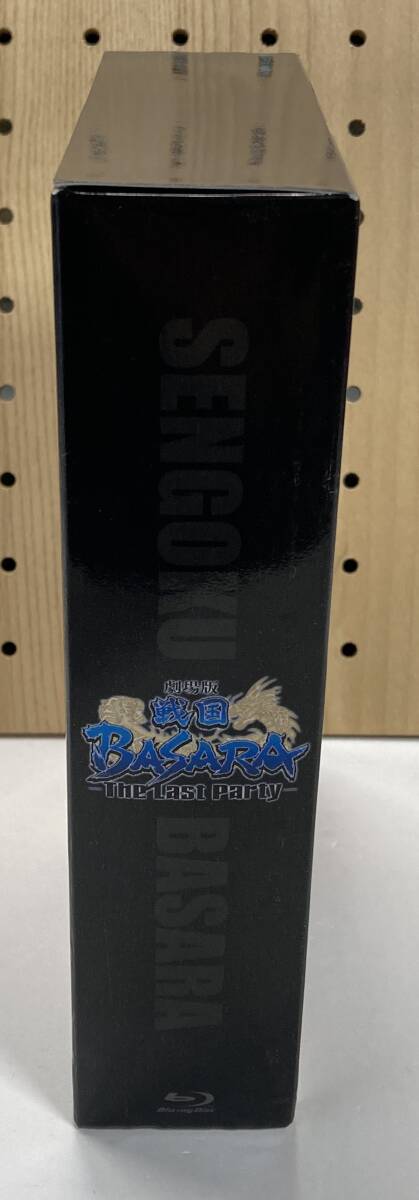 SENGOKU BASARA
劇場版
戦国
BASARA
The Last Party
Blu-ray Disc